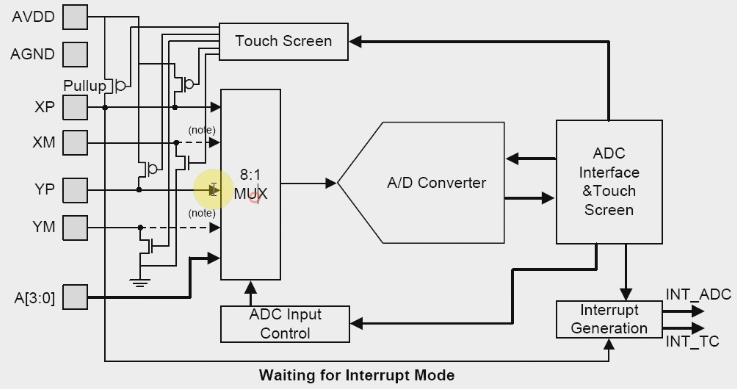 AVDD
Touch Screen
AGND
Pullup
XP
(note)
XM
8:1
MUX
A/D Converter
ADC
Interface
&Touch
Screen
YP
(note)
YM
A[3:0]
ADC Input
Control
Interrupt
Generation
INT_ADC
INT_TC
Waiting for Interrupt Mode